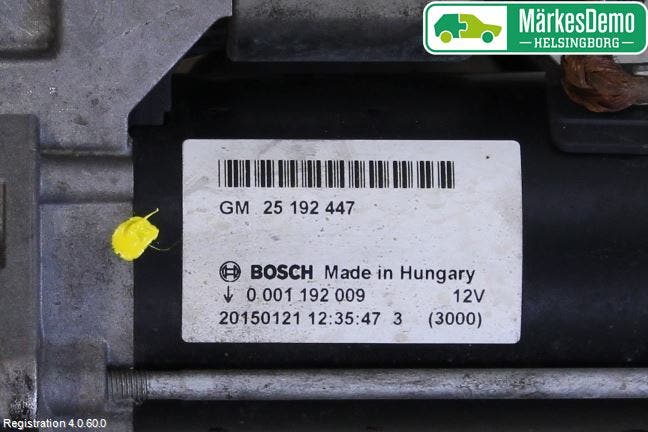 MärkesDemo
HELSINGBORG
GM 25 192 447
BOSCH Made in Hungary
0 001 192 009 12V
20150121 12:35:47 3 (3000)
Registration 4.0.60.0